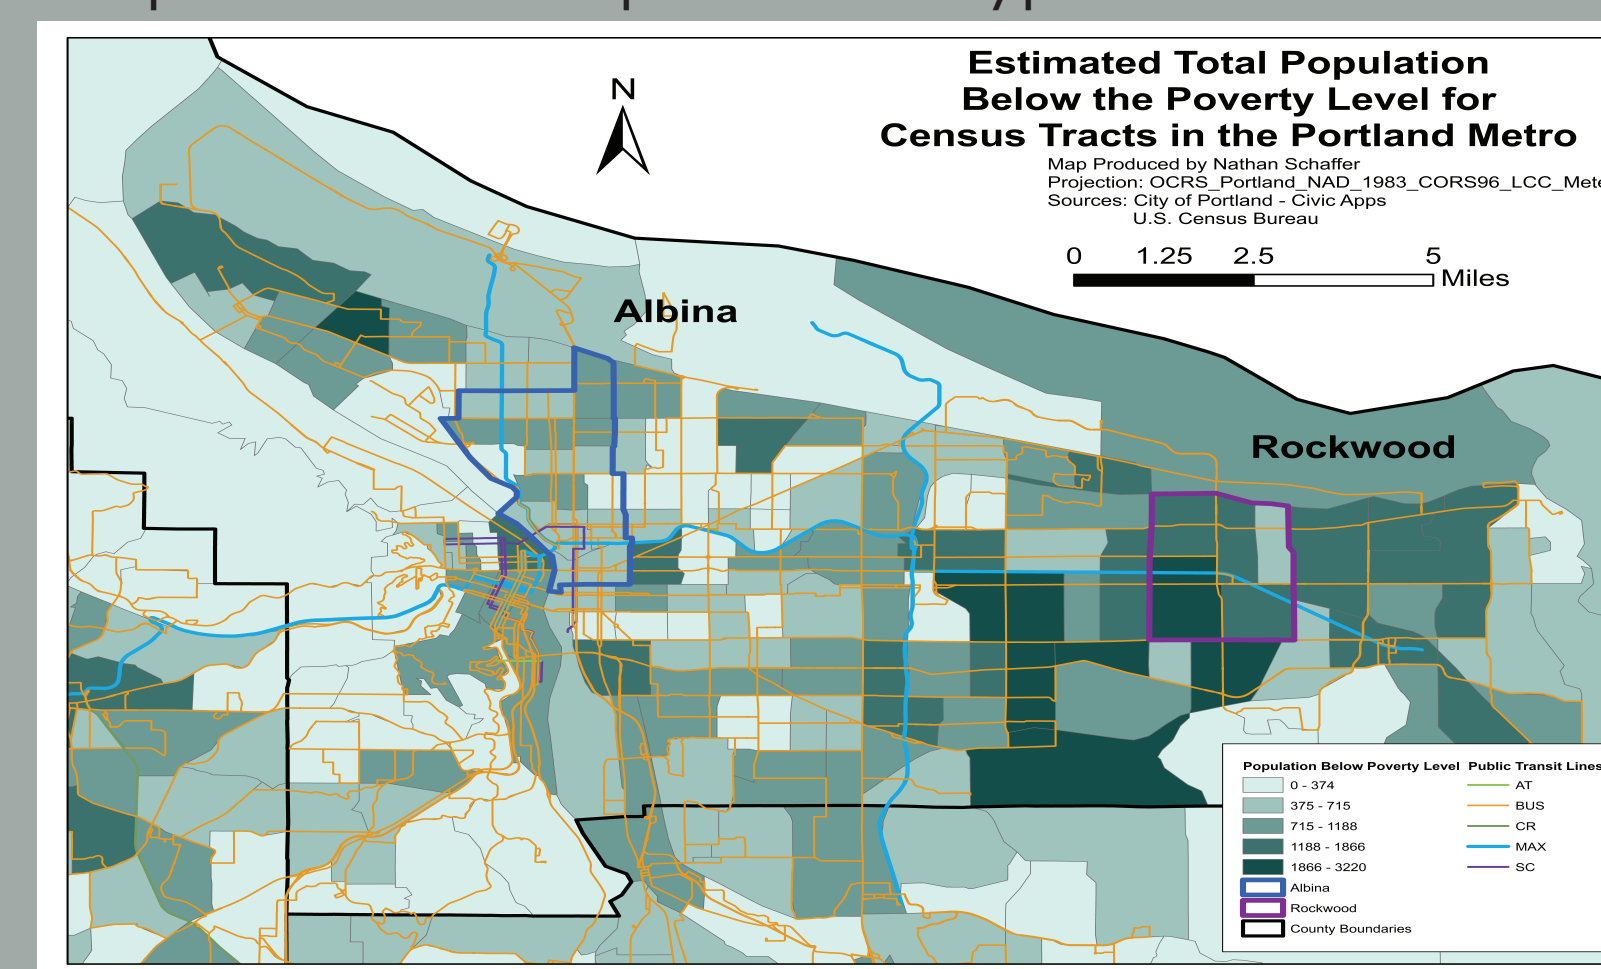 N
Estimated Total Population
Below the Poverty Level for
Census Tracts in the Portland Metro
Map Produced by Nathan Schaffer
Projection: OCRS_Portland_NAD_1983_CORS96_LCC_Mete
Sources: City of Portland - Civic Apps
U.S. Census Bureau
0 1.25 2.5 5
Miles
Albina
Rockwood
Population Below Poverty Level Public Transit Lines
0 - 374 AT
375 - 715 BUS
715 - 1188 CR
1188 - 1866 MAX
1866 - 3220 SC
Albina
Rockwood
County Boundaries